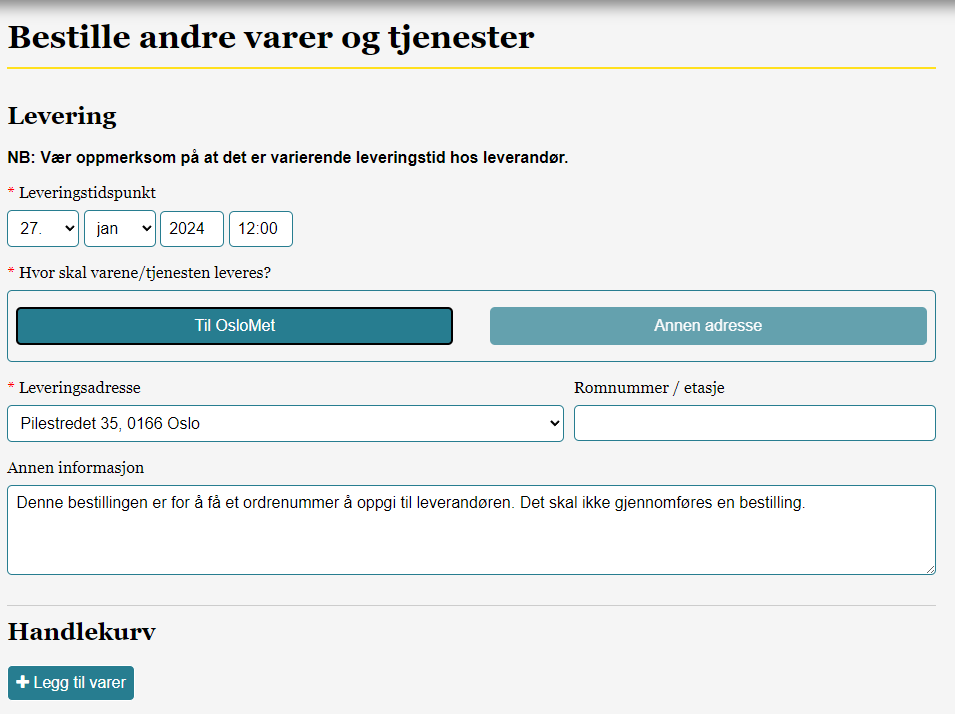 Bestille andre varer og tjenester
Levering
NB: Vær oppmerksom på at det er varierende leveringstid hos leverandør.
* Leveringstidspunkt
27. jan 2024 12:00
* Hvor skal varene/tjenesten leveres?
Til OsloMet Annen adresse
* Leveringsadresse Romnummer / etasje
Pilestredet 35, 0166 Oslo
Annen informasjon
Denne bestillingen er for å få et ordrenummer å oppgi til leverandøren. Det skal ikke gjennomføres en bestilling.
Handlekurv
+ Legg til varer